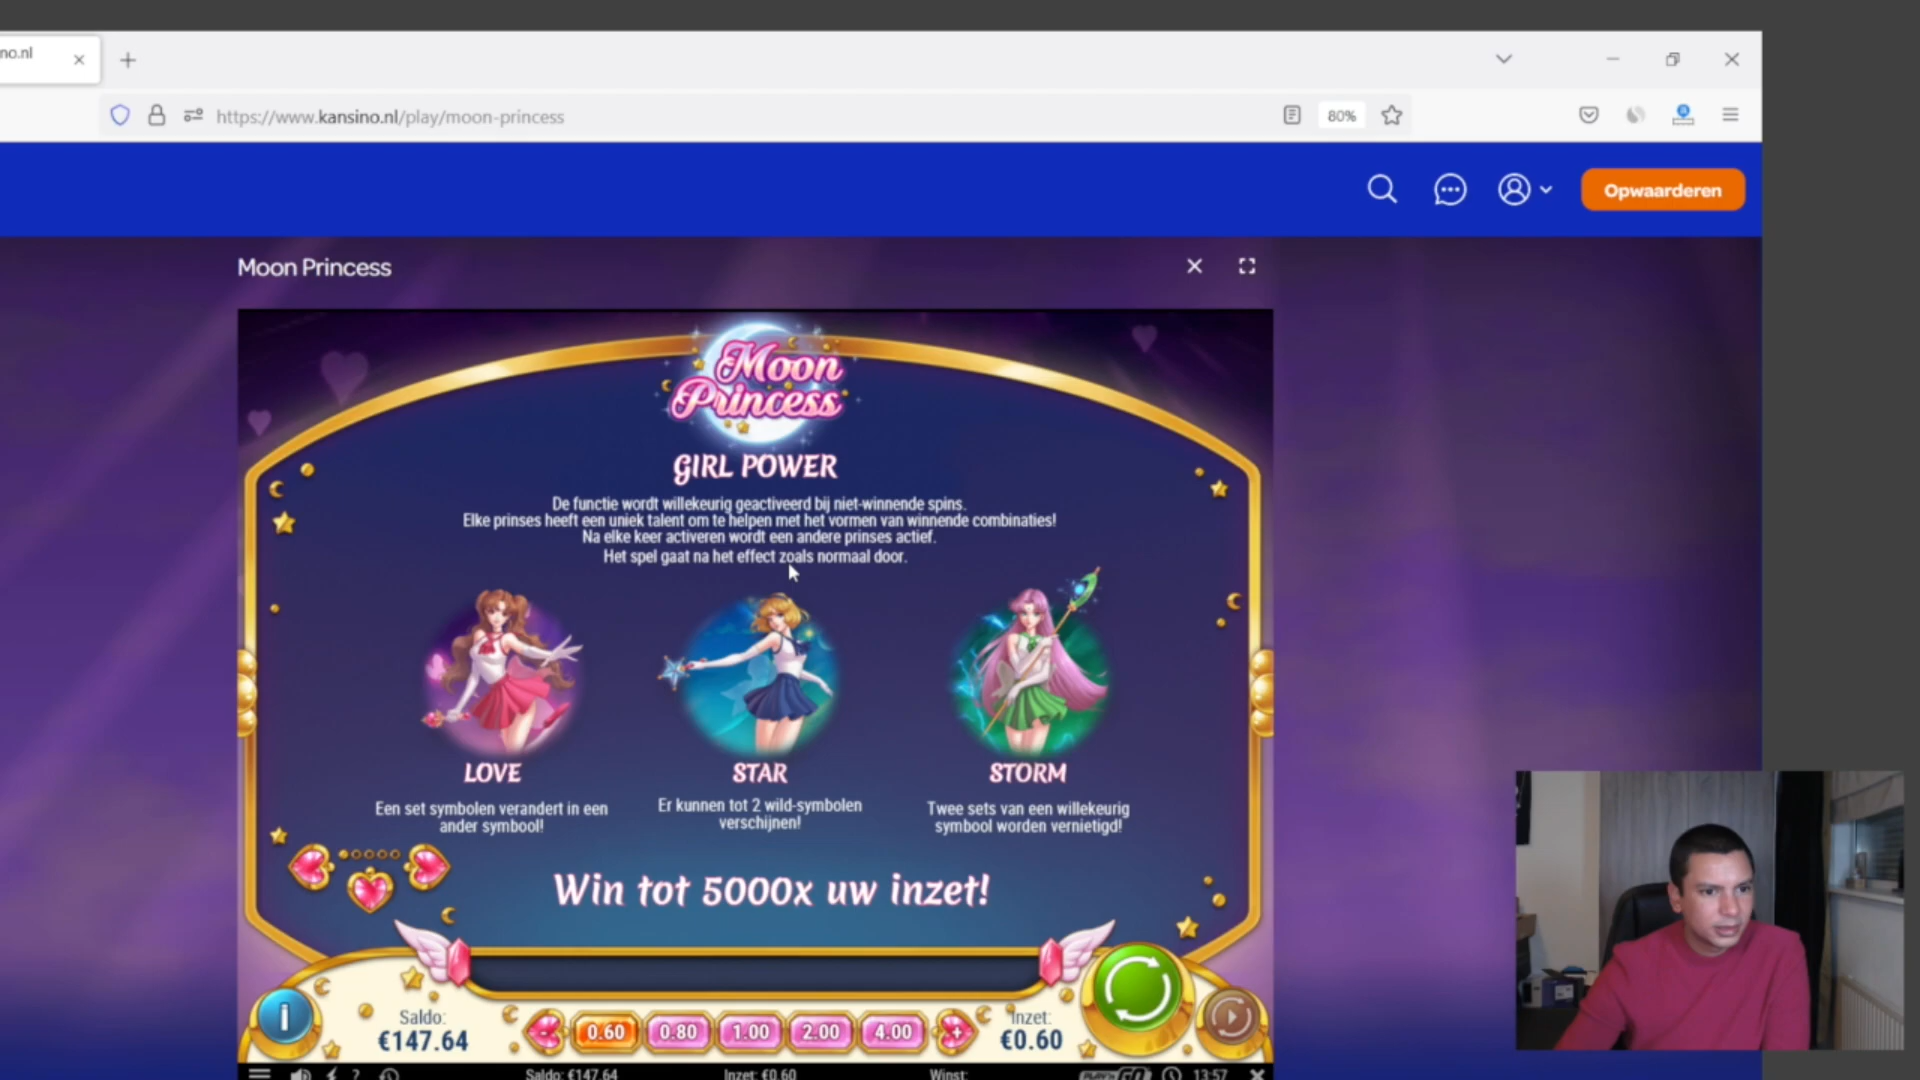 no.nl
https://www.kansino.nl/play/moon-princess
80%
Opwaarderen
Moon Princess
Moon
Princess
GIRL POWER
De functie wordt willekeurig geactiveerd bij niet-winnende spins.
Elke prinses heeft een uniek talent om te helpen met het vormen van winnende combinaties!
Na elke keer activeren wordt een andere prinses actief.
Het spel gaat na het effect zoals normaal door.
LOVE
Een set symbolen verandert in een
ander symbool!
STAR
Er kunnen tot 2 wild-symbolen
verschijnen!
STORM
Twee sets van een willekeurig
symbool worden vernietigd!
Win tot 5000x uw inzet!
Saldo:
€147.64
0.60
0.80
1.00
2.00
4.00
Inzet:
€0.60
Saldo: €147.64
Inzet: €0.60
Winst:
PLAY'n GO
13:57